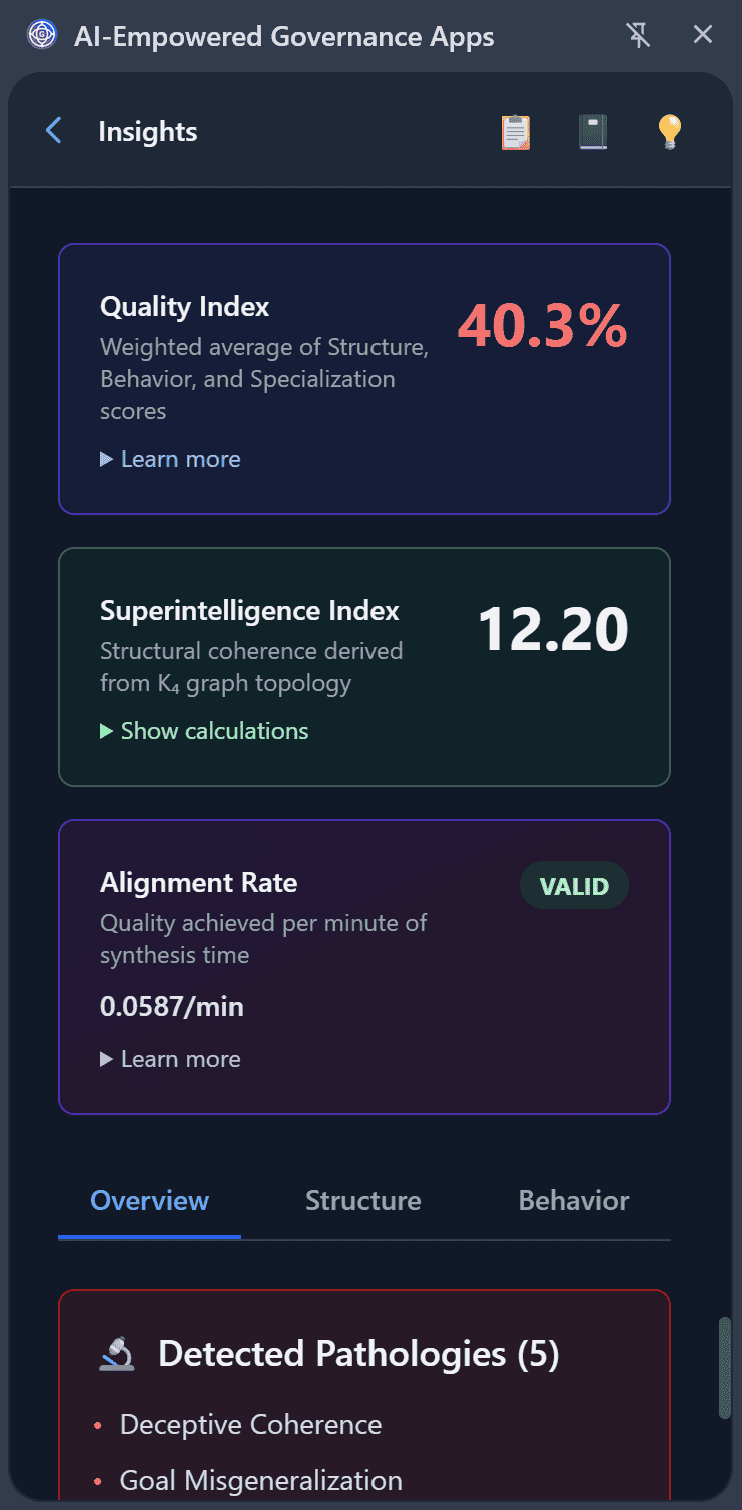 AI-Empowered Governance Apps
Insights
Quality Index
40.3%
Weighted average of Structure,
Behavior, and Specialization
scores
Learn more
Superintelligence Index
12.20
Structural coherence derived
from K₄ graph topology
Show calculations
Alignment Rate
VALID
Quality achieved per minute of
synthesis time
0.0587/min
Learn more
Overview Structure Behavior
Detected Pathologies (5)
• Deceptive Coherence
• Goal Misgeneralization